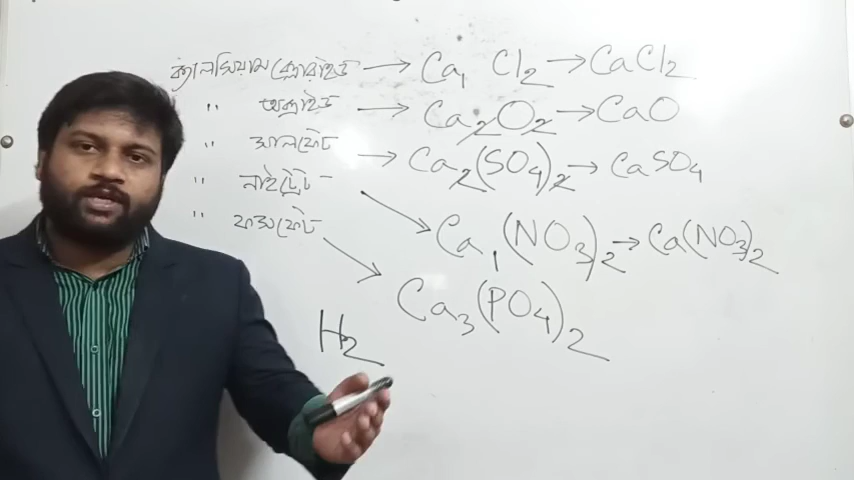 ক্যালসিয়াম ক্লোরাইড → Ca₁ Cl₂ → CaCl₂
" অক্সাইড → Ca₂O₂ → CaO
" সালফেট → Ca₂(SO₄)₂ → CaSO₄
" নাইট্রেট → Ca₁(NO₃)₂ → Ca(NO₃)₂
" ফসফেট → Ca₃(PO₄)₂
H₂